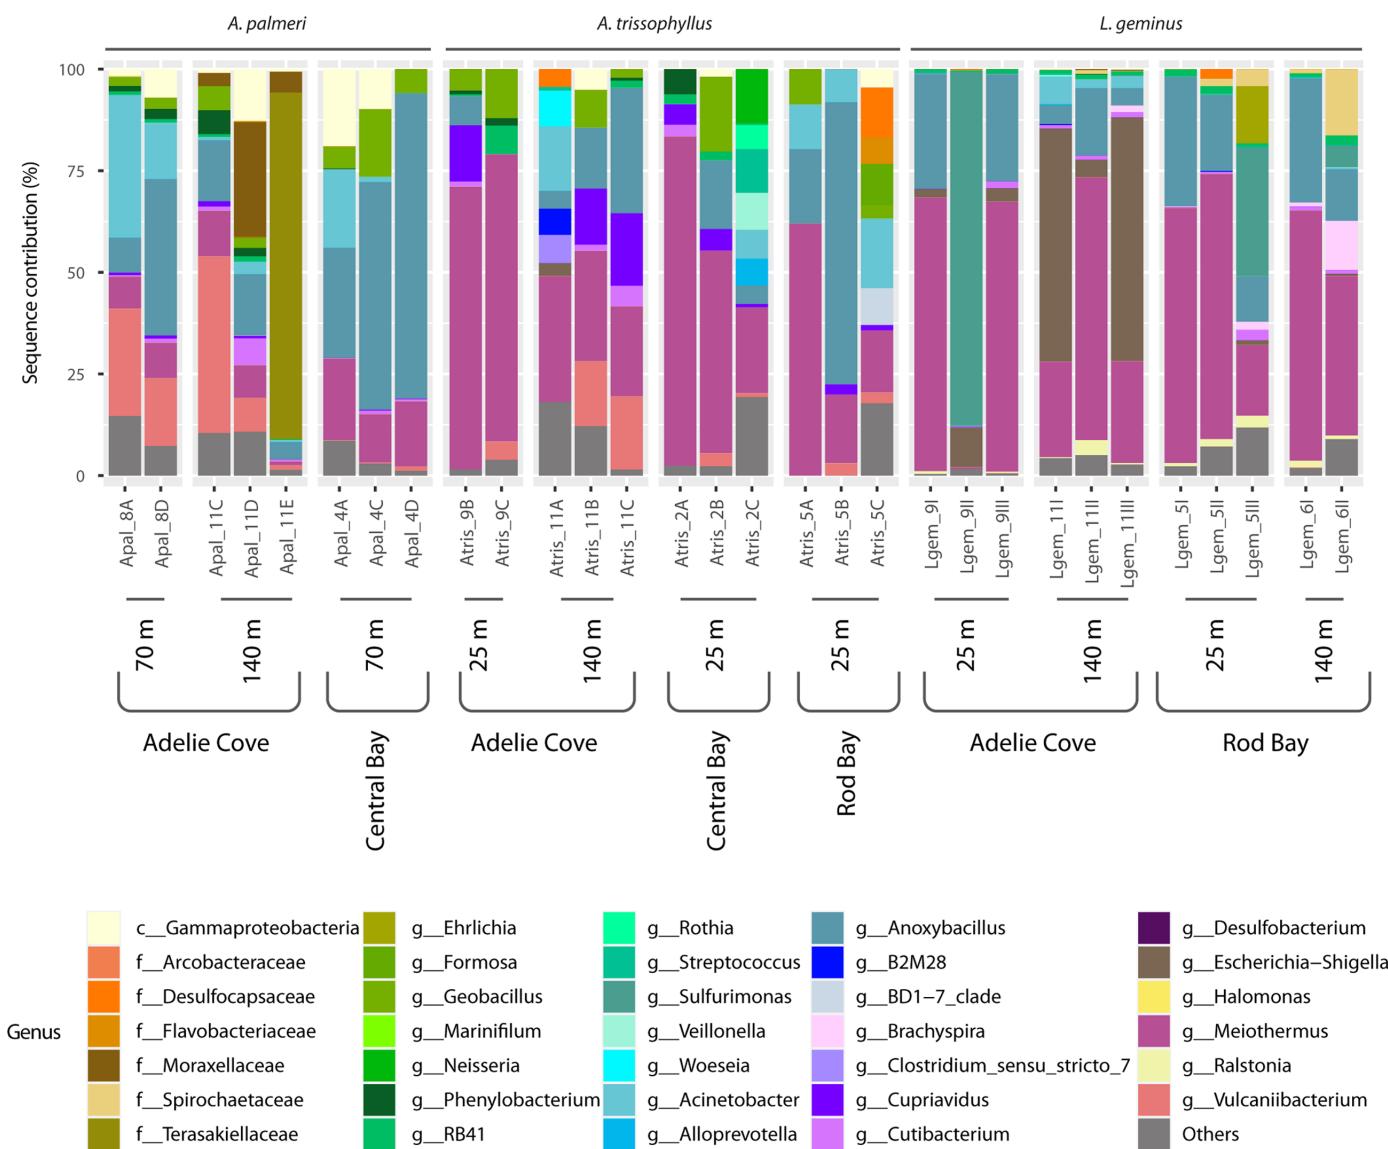 A. palmeri
A. trissophyllus
L. geminus
Sequence contribution (%)
100
75
50
25
0
Apal_8A
Apal_8D
Apal_11C
Apal_11D
Apal_11E
Apal_4A
Apal_4C
Apal_4D
Atris_9B
Atris_9C
Atris_11A
Atris_11B
Atris_11C
Atris_2A
Atris_2B
Atris_2C
Atris_5A
Atris_5B
Atris_5C
Lgem_9I
Lgem_9II
Lgem_9III
Lgem_11I
Lgem_11II
Lgem_11III
Lgem_5I
Lgem_5II
Lgem_5III
Lgem_6I
Lgem_6II
70 m
140 m
70 m
25 m
140 m
25 m
25 m
25 m
140 m
25 m
140 m
Adelie Cove
Central Bay
Adelie Cove
Central Bay
Rod Bay
Adelie Cove
Rod Bay
Genus
c__Gammaproteobacteria
f__Arcobacteraceae
f__Desulfocapsaceae
f__Flavobacteriaceae
f__Moraxellaceae
f__Spirochaetaceae
f__Terasakiellaceae
g__Ehrlichia
g__Formosa
g__Geobacillus
g__Marinifilum
g__Neisseria
g__Phenylobacterium
g__RB41
g__Rothia
g__Streptococcus
g__Sulfurimonas
g__Veillonella
g__Woeseia
g__Acinetobacter
g__Alloprevotella
g__Anoxybacillus
g__B2M28
g__BD1−7_clade
g__Brachyspira
g__Clostridium_sensu_stricto_7
g__Cupriavidus
g__Cutibacterium
g__Desulfobacterium
g__Escherichia−Shigella
g__Halomonas
g__Meiothermus
g__Ralstonia
g__Vulcaniibacterium
Others